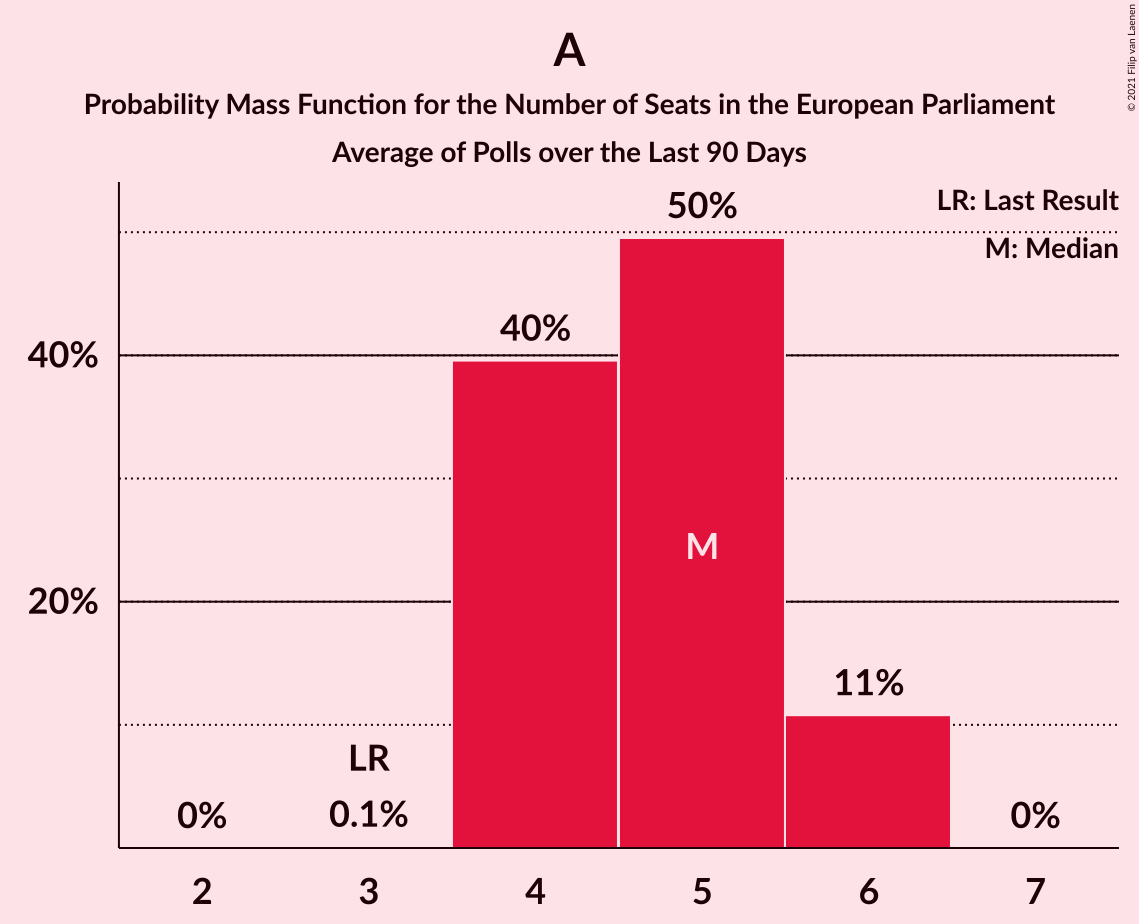 A
Probability Mass Function for the Number of Seats in the European Parliament
Average of Polls over the Last 90 Days
© 2021 Filip van Laenen
LR: Last Result
M: Median
50%
40%
40%
M
20%
11%
LR
0%
0.1%
0%
2 3 4 5 6 7